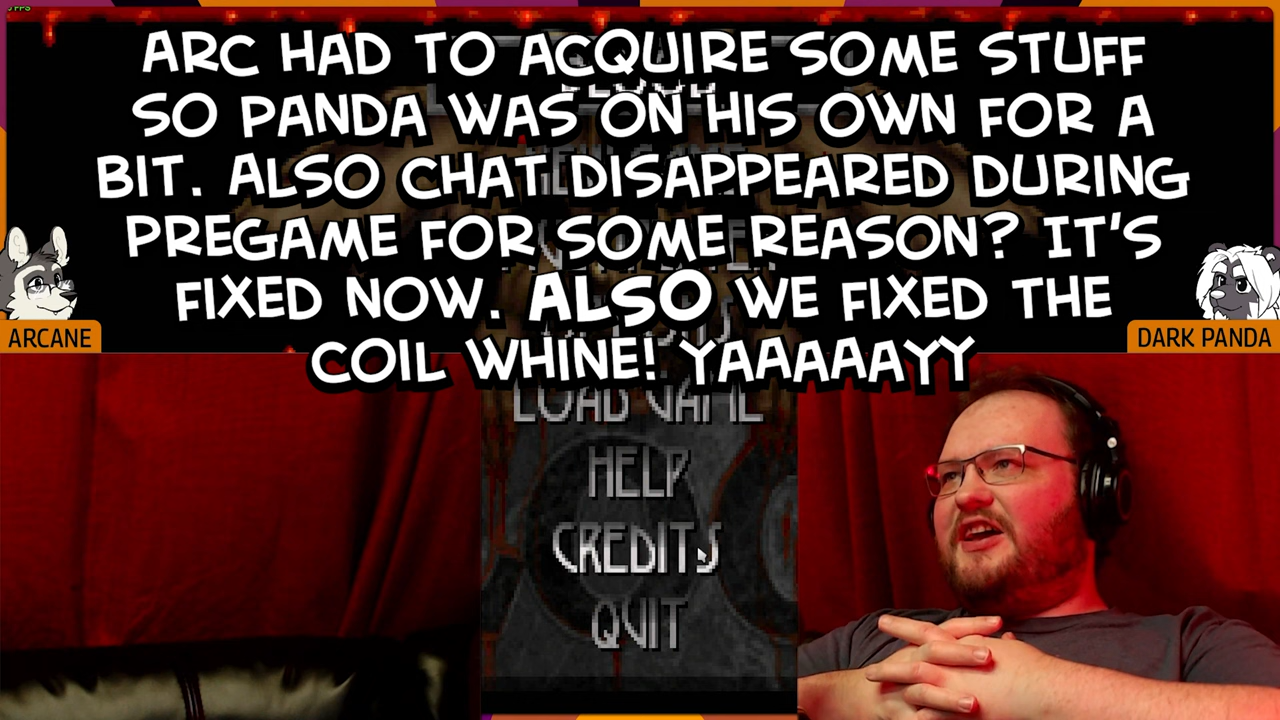 ARC HAD TO ACQUIRE SOME STUFF
SO PANDA WAS ON HIS OWN FOR A
BIT. ALSO CHAT DISAPPEARED DURING
PREGAME FOR SOME REASON? IT'S
FIXED NOW. ALSO WE FIXED THE
COIL WHINE! YAAAAAYY
ARCANE
DARK PANDA
LOAD GAME
HELP
CREDITS
QUIT